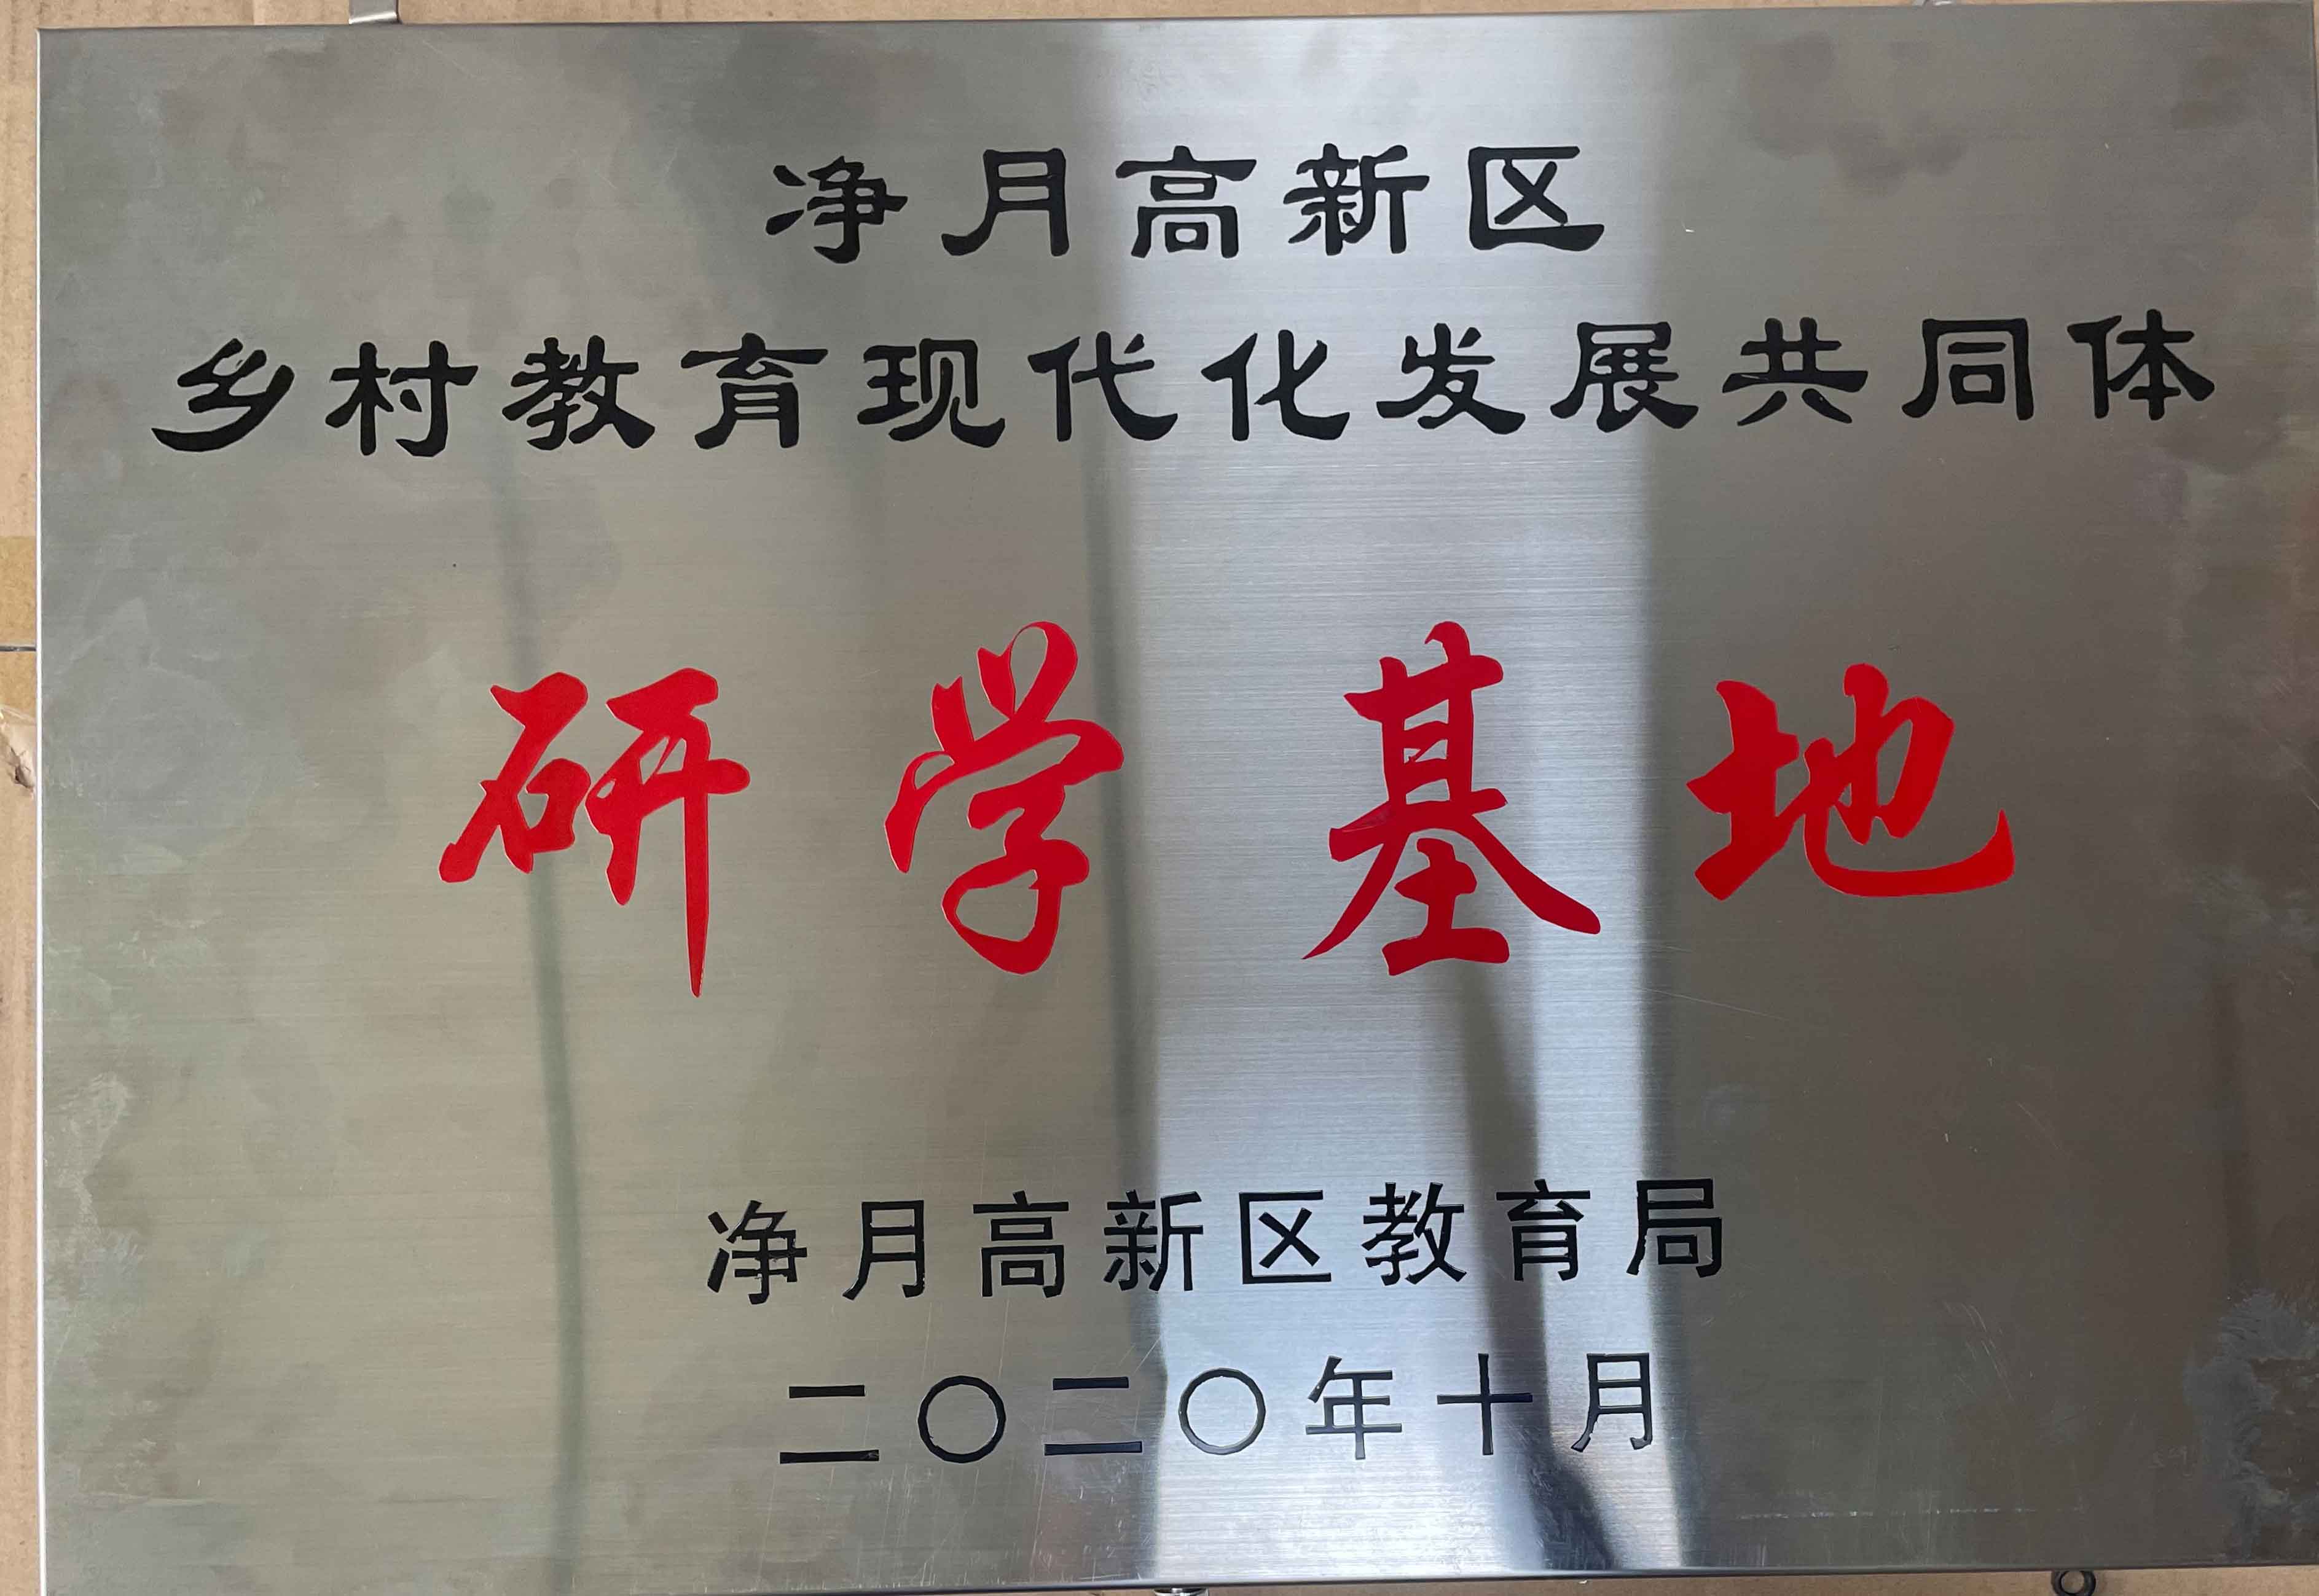 净月高新区
乡村教育现代化发展共同体
研学基地
净月高新区教育局
二〇二〇年十月